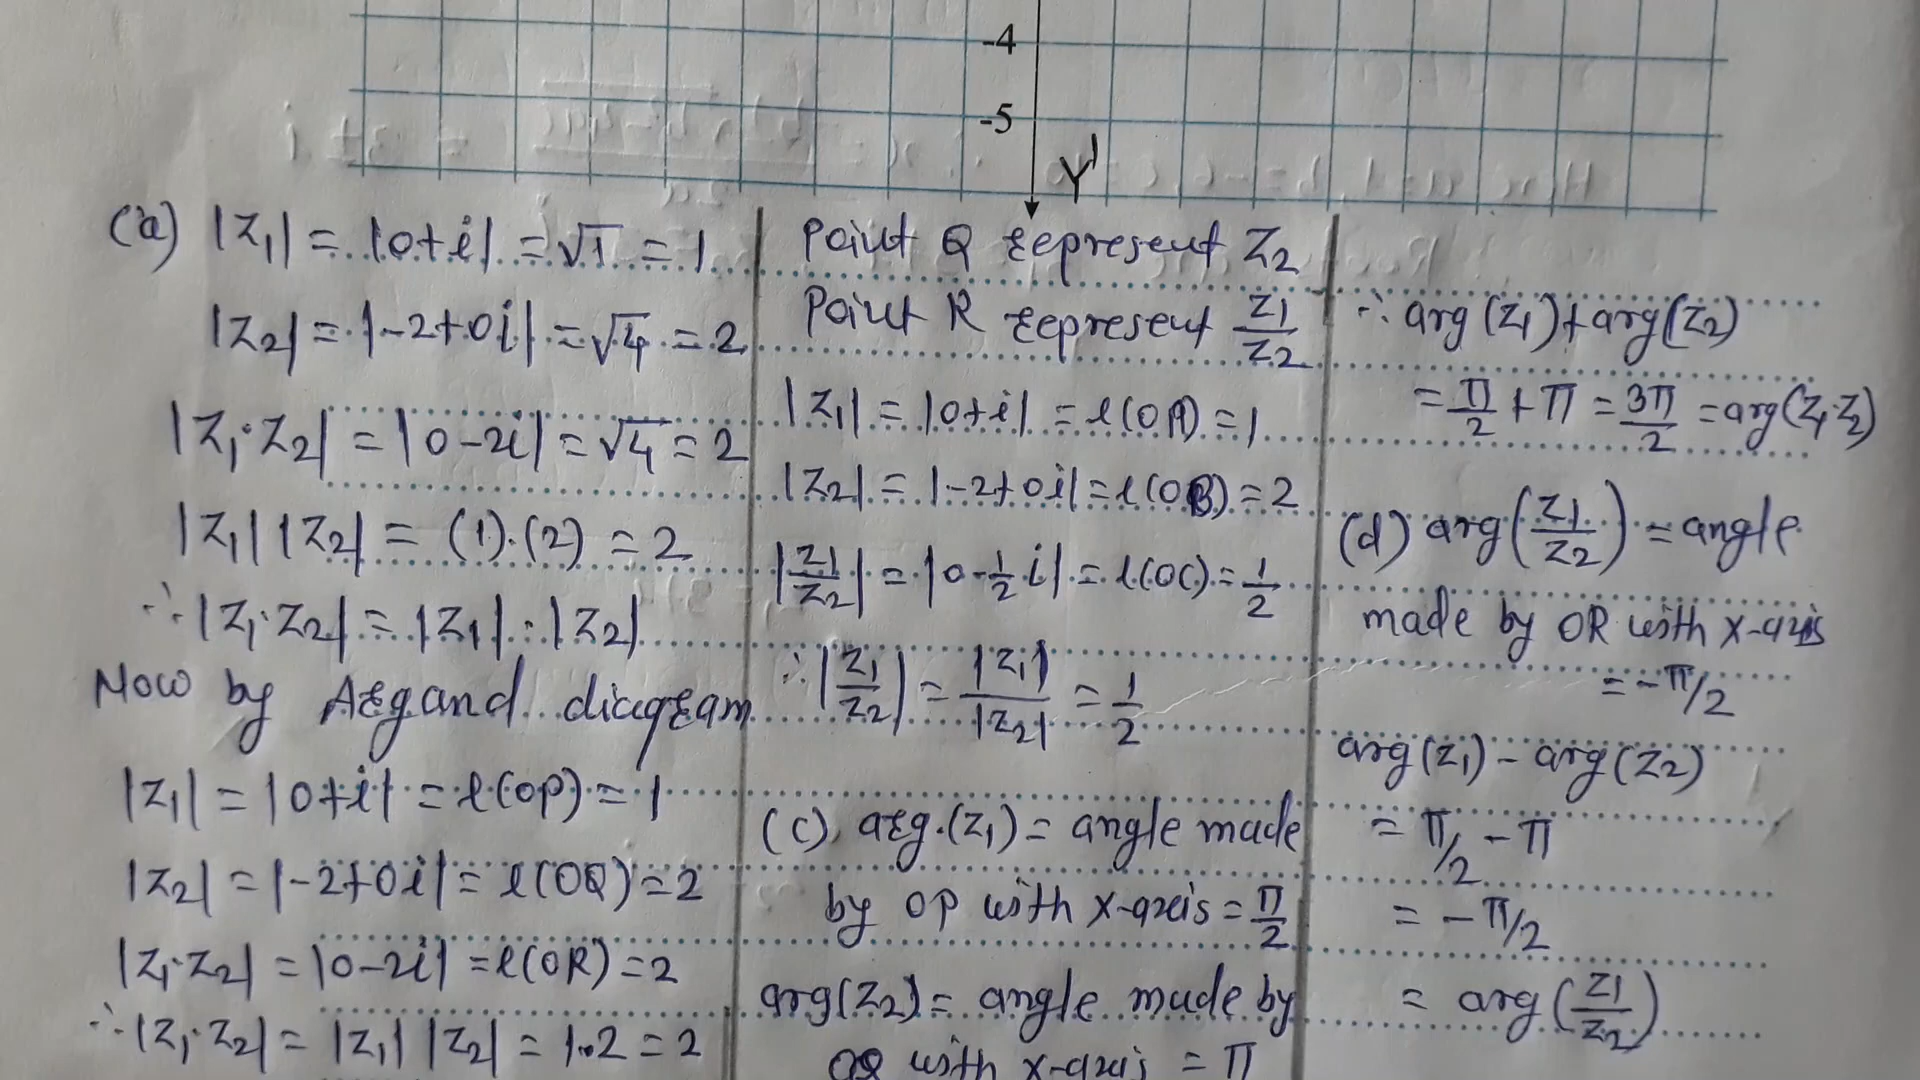 -4
-5
Y'
(a) |z₁| = |0+i| = √1 = 1
|z₂| = |-2+0i| = √4 = 2
|z₁·z₂| = |0-2i| = √4 = 2
|z₁| |z₂| = (1)·(2) = 2
∴ |z₁·z₂| = |z₁|·|z₂|
Now by Argand diagram
|z₁| = |0+i| = l(OP) = 1
|z₂| = |-2+0i| = l(OQ) = 2
|z₁·z₂| = |0-2i| = l(OR) = 2
∴ |z₁·z₂| = |z₁| |z₂| = 1·2 = 2
Point Q represent z₂
Point R represent z₁/z₂
|z₁| = |0+i| = l(OA) = 1
|z₂| = |-2+0i| = l(OB) = 2
|z₁/z₂| = |0-1/2 i| = l(OC) = 1/2
∴ |z₁/z₂| = |z₁|/|z₂| = 1/2
(c) arg.(z₁) = angle made
by OP with x-axis = π/2
arg(z₂) = angle made by
OQ with x-axis = π
∴ arg(z₁)+arg(z₂)
= π/2 + π = 3π/2 = arg(z₁·z₂)
(d) arg(z₁/z₂) = angle
made by OR with x-axis
= -π/2
arg(z₁) - arg(z₂)
= π/2 - π
= -π/2
= arg(z₁/z₂)